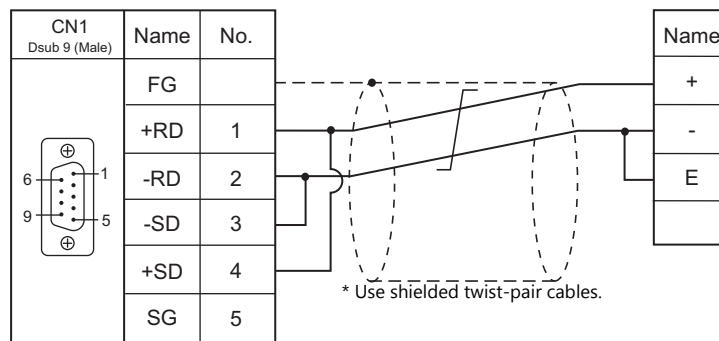 CN1
Dsub 9 (Male)
Name
No.
Name
FG
+
+RD
1
-
-RD
2
E
6
1
9
5
-SD
3
+SD
4
* Use shielded twist-pair cables.
SG
5